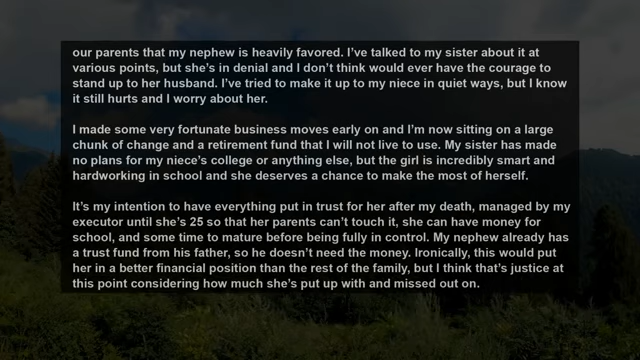 our parents that my nephew is heavily favored. I've talked to my sister about it at
various points, but she's in denial and I don't think would ever have the courage to
stand up to her husband. I've tried to make it up to my niece in quiet ways, but I know
it still hurts and I worry about her.
I made some very fortunate business moves early on and I'm now sitting on a large
chunk of change and a retirement fund that I will not live to use. My sister has made
no plans for my niece's college or anything else, but the girl is incredibly smart and
hardworking in school and she deserves a chance to make the most of herself.
It's my intention to have everything put in trust for her after my death, managed by my
executor until she's 25 so that her parents can't touch it, she can have money for
school, and some time to mature before being fully in control. My nephew already has
a trust fund from his father, so he doesn't need the money. Ironically, this would put
her in a better financial position than the rest of the family, but I think that's justice at
this point considering how much she's put up with and missed out on.